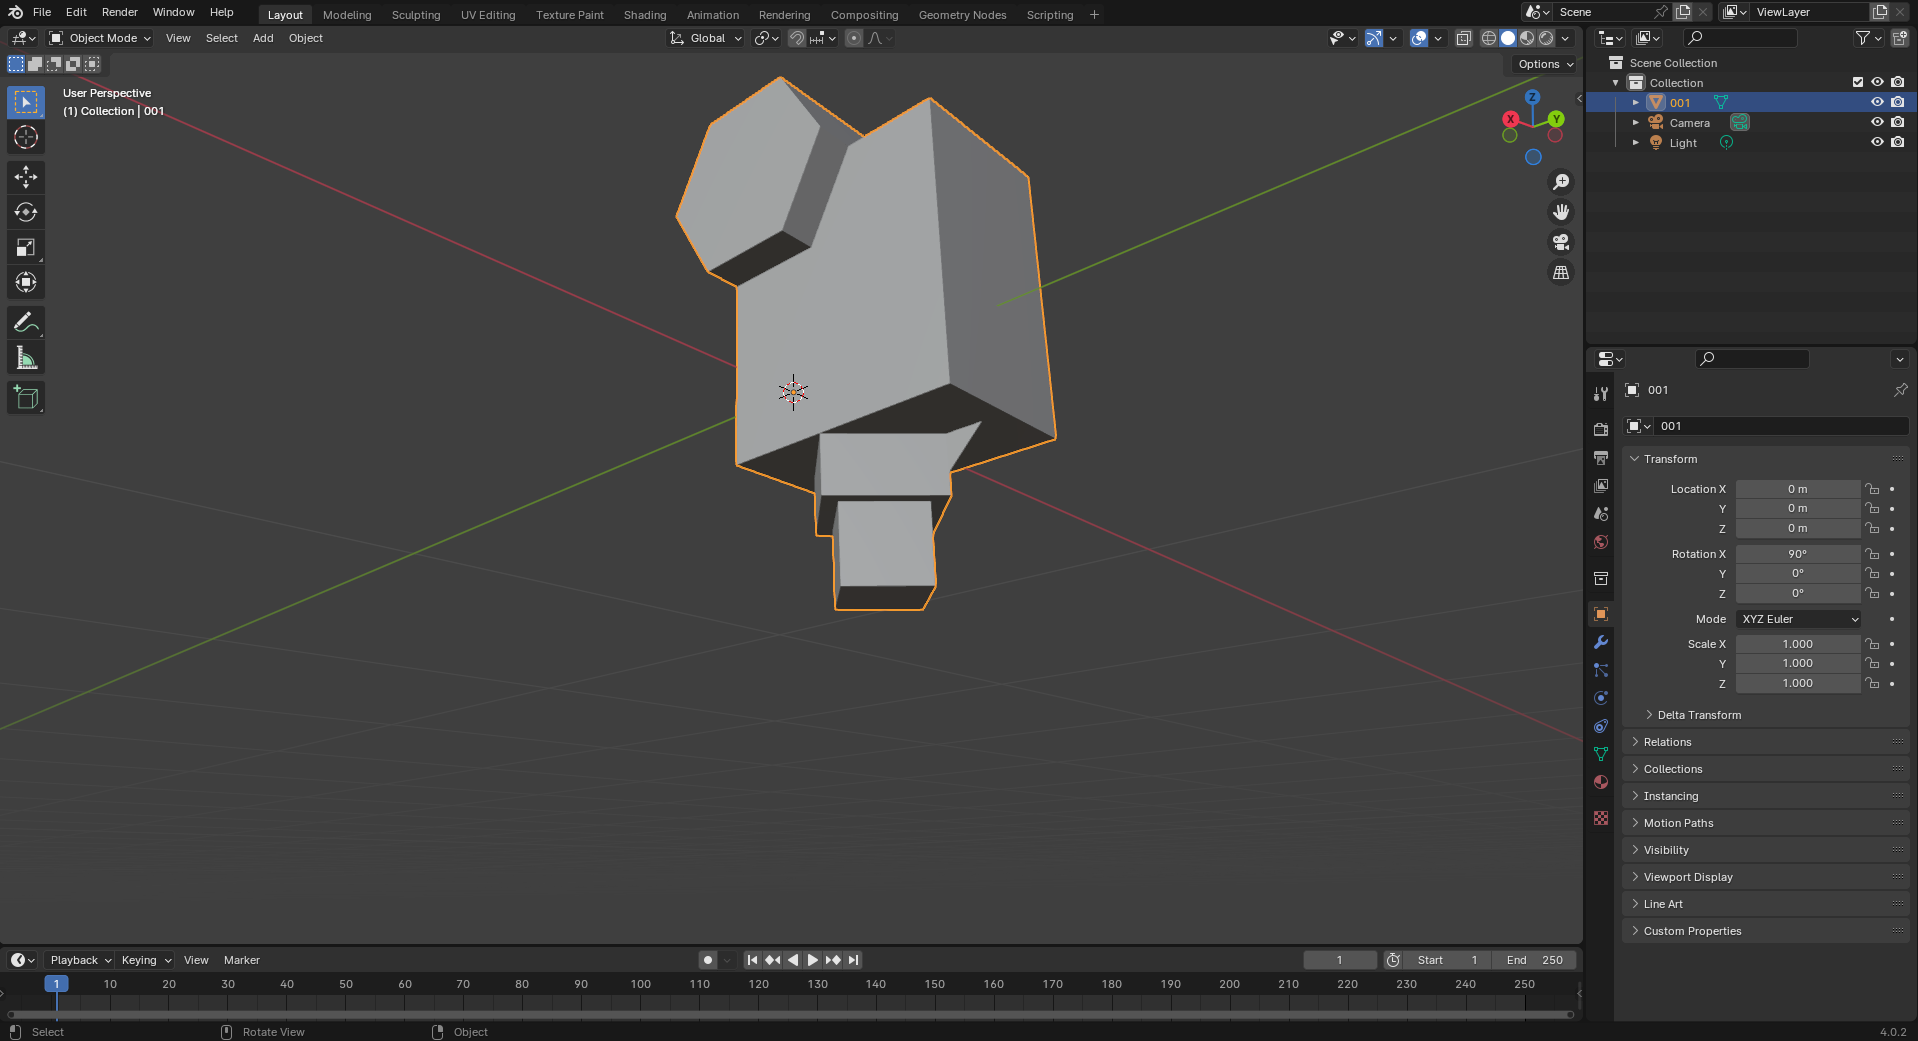 File Edit Render Window Help Layout Modeling Sculpting UV Editing Texture Paint Shading Animation Rendering Compositing Geometry Nodes Scripting + Scene ViewLayer
Object Mode View Select Add Object Global
Options
User Perspective
(1) Collection | 001
Z
X
Y
Scene Collection
Collection
001
Camera
Light
001
001
Transform
Location X 0 m
Y 0 m
Z 0 m
Rotation X 90°
Y 0°
Z 0°
Mode XYZ Euler
Scale X 1.000
Y 1.000
Z 1.000
Delta Transform
Relations
Collections
Instancing
Motion Paths
Visibility
Viewport Display
Line Art
Custom Properties
Playback Keying View Marker 1 Start 1 End 250
1 10 20 30 40 50 60 70 80 90 100 110 120 130 140 150 160 170 180 190 200 210 220 230 240 250
Select Rotate View Object 4.0.2